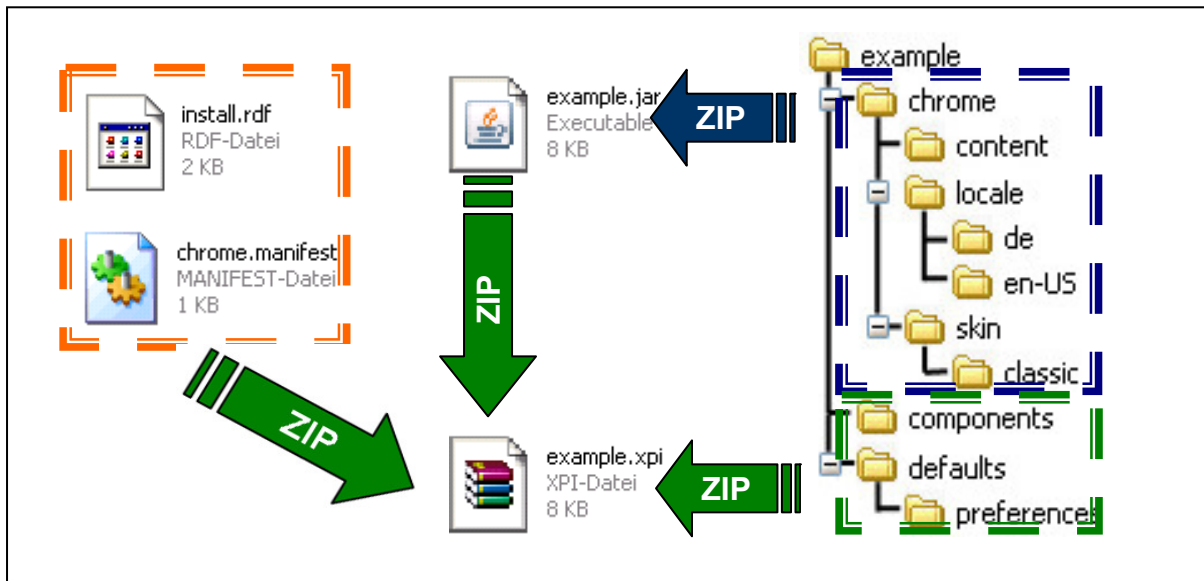 install.rdf
RDF-Datei
2 KB
chrome.manifest
MANIFEST-Datei
1 KB
ZIP
example.jar
Executable
8 KB
ZIP
ZIP
example.xpi
XPI-Datei
8 KB
ZIP
example
chrome
content
locale
de
en-US
skin
classic
components
defaults
preferences